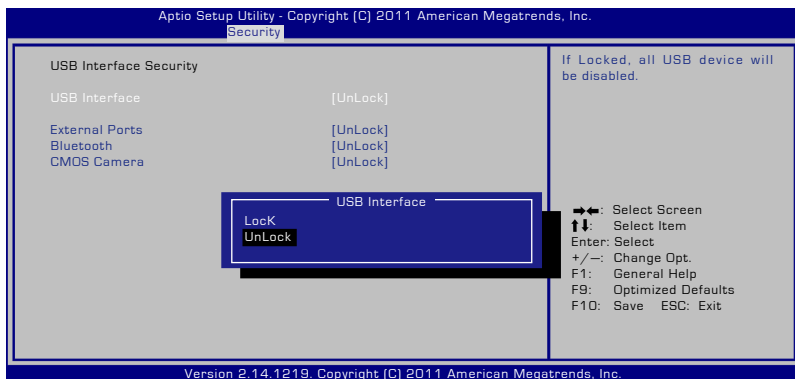 Aptio Setup Utility - Copyright (C) 2011 American Megatrends, Inc.
Security
USB Interface Security
USB Interface [UnLock]
External Ports [UnLock]
Bluetooth [UnLock]
CMOS Camera [UnLock]
USB Interface
LocK
UnLock
If Locked, all USB device will
be disabled.
→←: Select Screen
↑↓: Select Item
Enter: Select
+/—: Change Opt.
F1: General Help
F9: Optimized Defaults
F10: Save ESC: Exit
Version 2.14.1219. Copyright (C) 2011 American Megatrends, Inc.